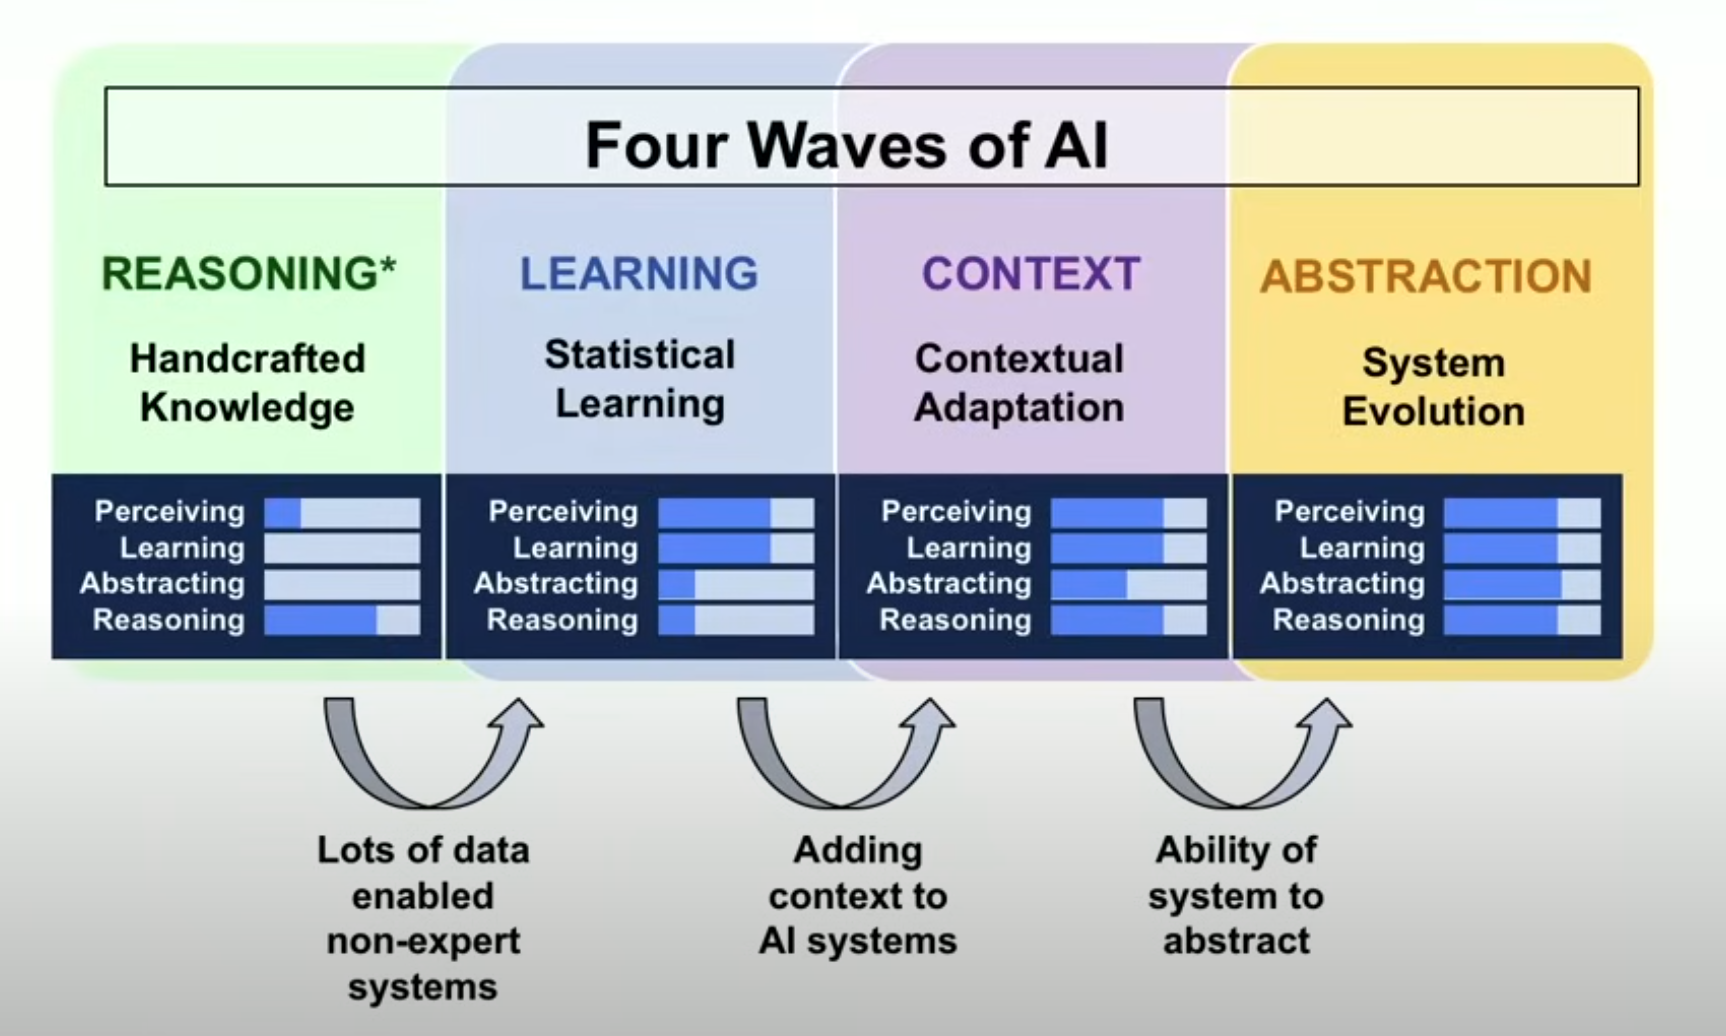 Four Waves of AI
REASONING*
Handcrafted
Knowledge
Perceiving
Learning
Abstracting
Reasoning
LEARNING
Statistical
Learning
Perceiving
Learning
Abstracting
Reasoning
CONTEXT
Contextual
Adaptation
Perceiving
Learning
Abstracting
Reasoning
ABSTRACTION
System
Evolution
Perceiving
Learning
Abstracting
Reasoning
Lots of data
enabled
non-expert
systems
Adding
context to
AI systems
Ability of
system to
abstract